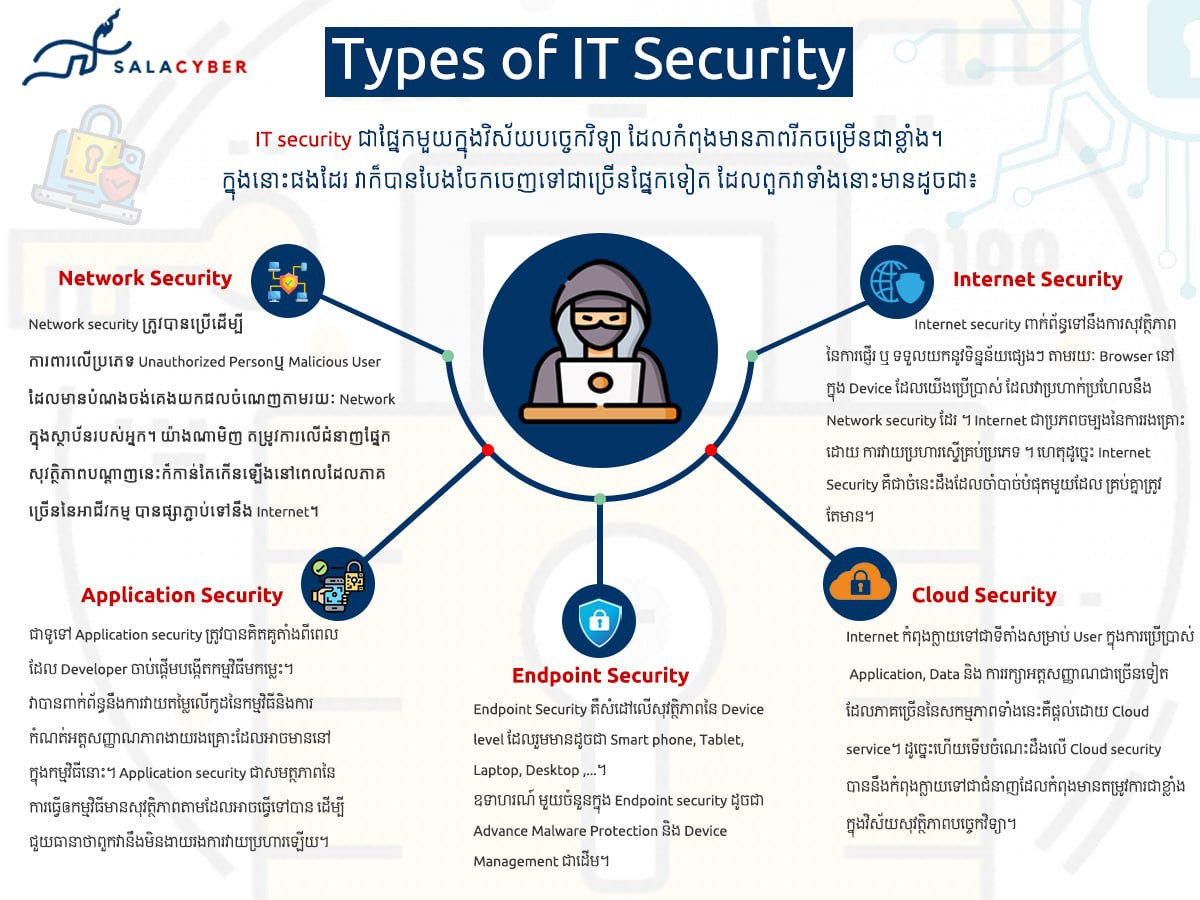 SALACYBER
Types of IT Security
IT security ជាផ្នែកមួយក្នុងវិស័យបច្ចេកវិទ្យា ដែលកំពុងមានភាពរីកចម្រើនជាខ្លាំង។
ក្នុងនោះផងដែរ វាក៏បានបែងចែកចេញទៅជាច្រើនផ្នែកទៀត ដែលពួកវាទាំងនោះមានដូចជា៖
Network Security
Network security ត្រូវបានប្រើដើម្បី
ការពារលើប្រភេទ Unauthorized Personឬ Malicious User
ដែលមានបំណងចង់គេងយកផលចំណេញតាមរយៈ Network
ក្នុងស្ថាប័នរបស់អ្នក។ យ៉ាងណាមិញ តម្រូវការលើជំនាញផ្នែក
សុវត្ថិភាពបណ្តាញនេះក៏កាន់តែកើនឡើងនៅពេលដែលភាគ
ច្រើននៃអាជីវកម្ម បានផ្សាភ្ជាប់ទៅនឹង Internet។
Internet Security
Internet security ពាក់ព័ន្ធទៅនឹងការសុវត្ថិភាព
នៃការផ្ញើរ ឬ ទទួលយកនូវទិន្នន័យផ្សេងៗ តាមរយៈ Browser នៅ
ក្នុង Device ដែលយើងប្រើប្រាស់ ដែលវាប្រហាក់ប្រហែលនឹង
Network security ដែរ ។ Internet ជាប្រភពចម្បងនៃការរងគ្រោះ
ដោយ ការវាយប្រហារស្ទើគ្រប់ប្រភេទ ។ ហេតុដូច្នេះ Internet
Security គឺជាចំនេះដឹងដែលចាំបាច់បំផុតមួយដែល គ្រប់គ្នាត្រូវ
តែមាន។
Application Security
ជាទូទៅ Application security ត្រូវបានគិតគូតាំងពីពេល
ដែល Developer ចាប់ផ្តើមបង្កើតកម្មវិធីមកម្លេះ។
វាបានពាក់ព័ន្ធនឹងការវាយតម្លៃលើកូដនៃកម្មវិធីនិងការ
កំណត់អត្តសញ្ញាណភាពងាយរងគ្រោះដែលអាចមាននៅ
ក្នុងកម្មវិធីនោះ។ Application security ជាសមត្ថភាពនៃ
ការធ្វើឲកម្មវិធីមានសុវត្ថិភាពតាមដែលអាចធ្វើទៅបាន ដើម្បី
ជួយធានាថាពួកវានឹងមិនងាយរងការវាយប្រហារឡើយ។
Endpoint Security
Endpoint Security គឺសំដៅលើសុវត្ថិភាពនៃ Device
level ដែលរួមមានដូចជា Smart phone, Tablet,
Laptop, Desktop ,...។
ឧទាហរណ៍ មួយចំនួនក្នុង Endpoint security ដូចជា
Advance Malware Protection និង Device
Management ជាដើម។
Cloud Security
Internet កំពុងក្លាយទៅជាទីតាំងសម្រាប់ User ក្នុងការប្រើប្រាស់
Application, Data និង ការរក្សាអត្តសញ្ញាណជាច្រើនទៀត
ដែលភាគច្រើននៃសកម្មភាពទាំងនេះគឺផ្តល់ដោយ Cloud
service។ ដូច្នេះហើយទើបចំណេះដឹងលើ Cloud security
បាននឹងកំពុងក្លាយទៅជាជំនាញដែលកំពុងមានតម្រូវការជាខ្លាំង
ក្នុងវិស័យសុវត្ថិភាពបច្ចេកវិទ្យា។